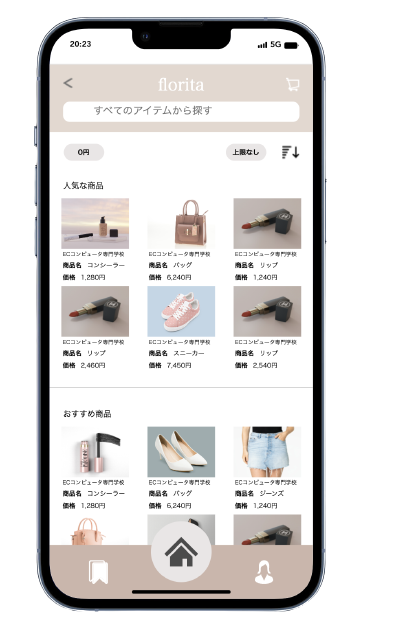 20:23 5G
florita
すべてのアイテムから探す
0円 上限なし
人気な商品
ECコンピュータ専門学校 ECコンピュータ専門学校 ECコンピュータ専門学校
商品名 コンシーラー 商品名 バッグ 商品名 リップ
価格 1,280円 価格 6,240円 価格 1,240円
ECコンピュータ専門学校 ECコンピュータ専門学校 ECコンピュータ専門学校
商品名 リップ 商品名 スニーカー 商品名 リップ
価格 2,460円 価格 7,450円 価格 2,540円
おすすめ商品
ECコンピュータ専門学校 ECコンピュータ専門学校 ECコンピュータ専門学校
商品名 コンシーラー 商品名 バッグ 商品名 ジーンズ
価格 1,280円 価格 6,240円 価格 1,240円